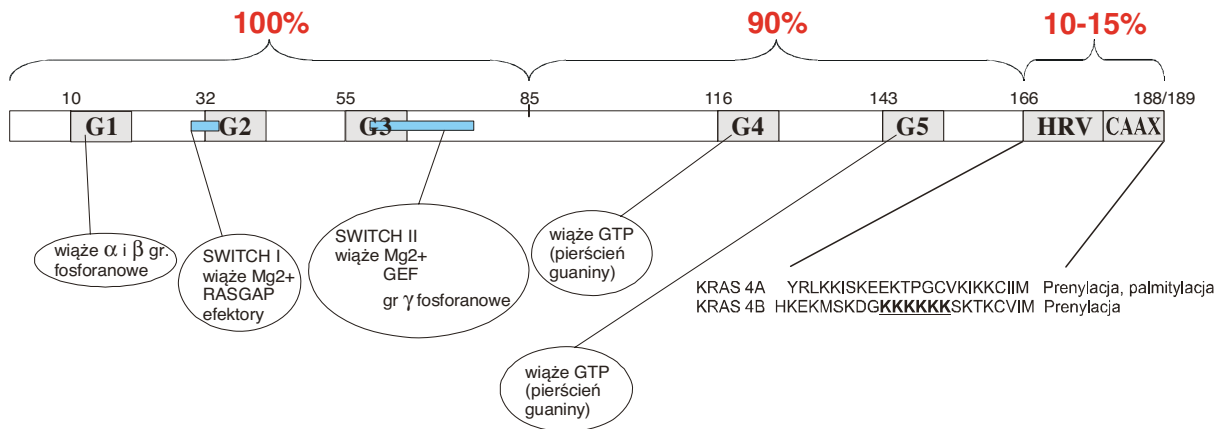 100%
90%
10-15%
10
32
55
85
116
143
166
188/189
G1
G2
G3
G4
G5
HRV
CAAX
wiąże α i β gr.
fosforanowe
SWITCH I
wiąże Mg2+
RASGAP
efektory
SWITCH II
wiąże Mg2+
GEF
gr γ fosforanowe
wiąże GTP
(pierścień
guaniny)
wiąże GTP
(pierścień
guaniny)
KRAS 4A YRLKKISKEEKTPGCVKIKKCIIM Prenylacja, palmitylacja
KRAS 4B HKEKMSKDGKKKKKKSKTKCVIM Prenylacja